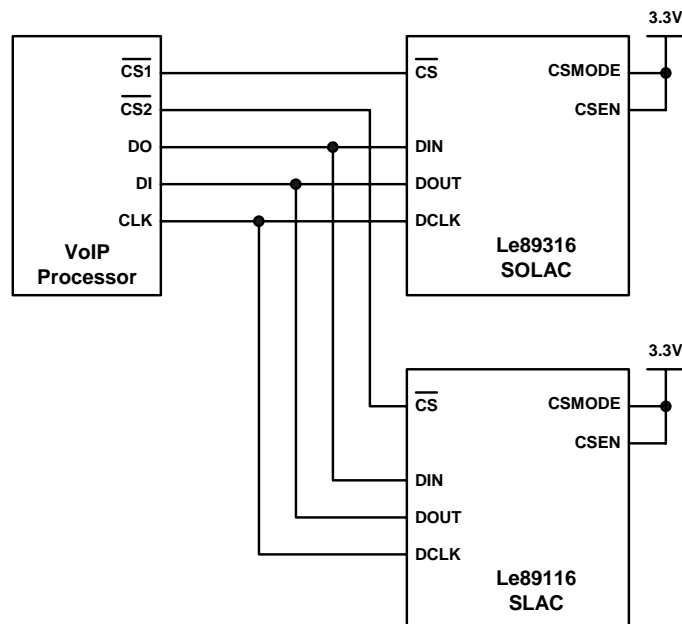 3.3V
CS1
CS2
DO
DI
CLK
VoIP
Processor
CS
DIN
DOUT
DCLK
CSMODE
CSEN
Le89316
SOLAC
3.3V
CS
DIN
DOUT
DCLK
CSMODE
CSEN
Le89116
SLAC